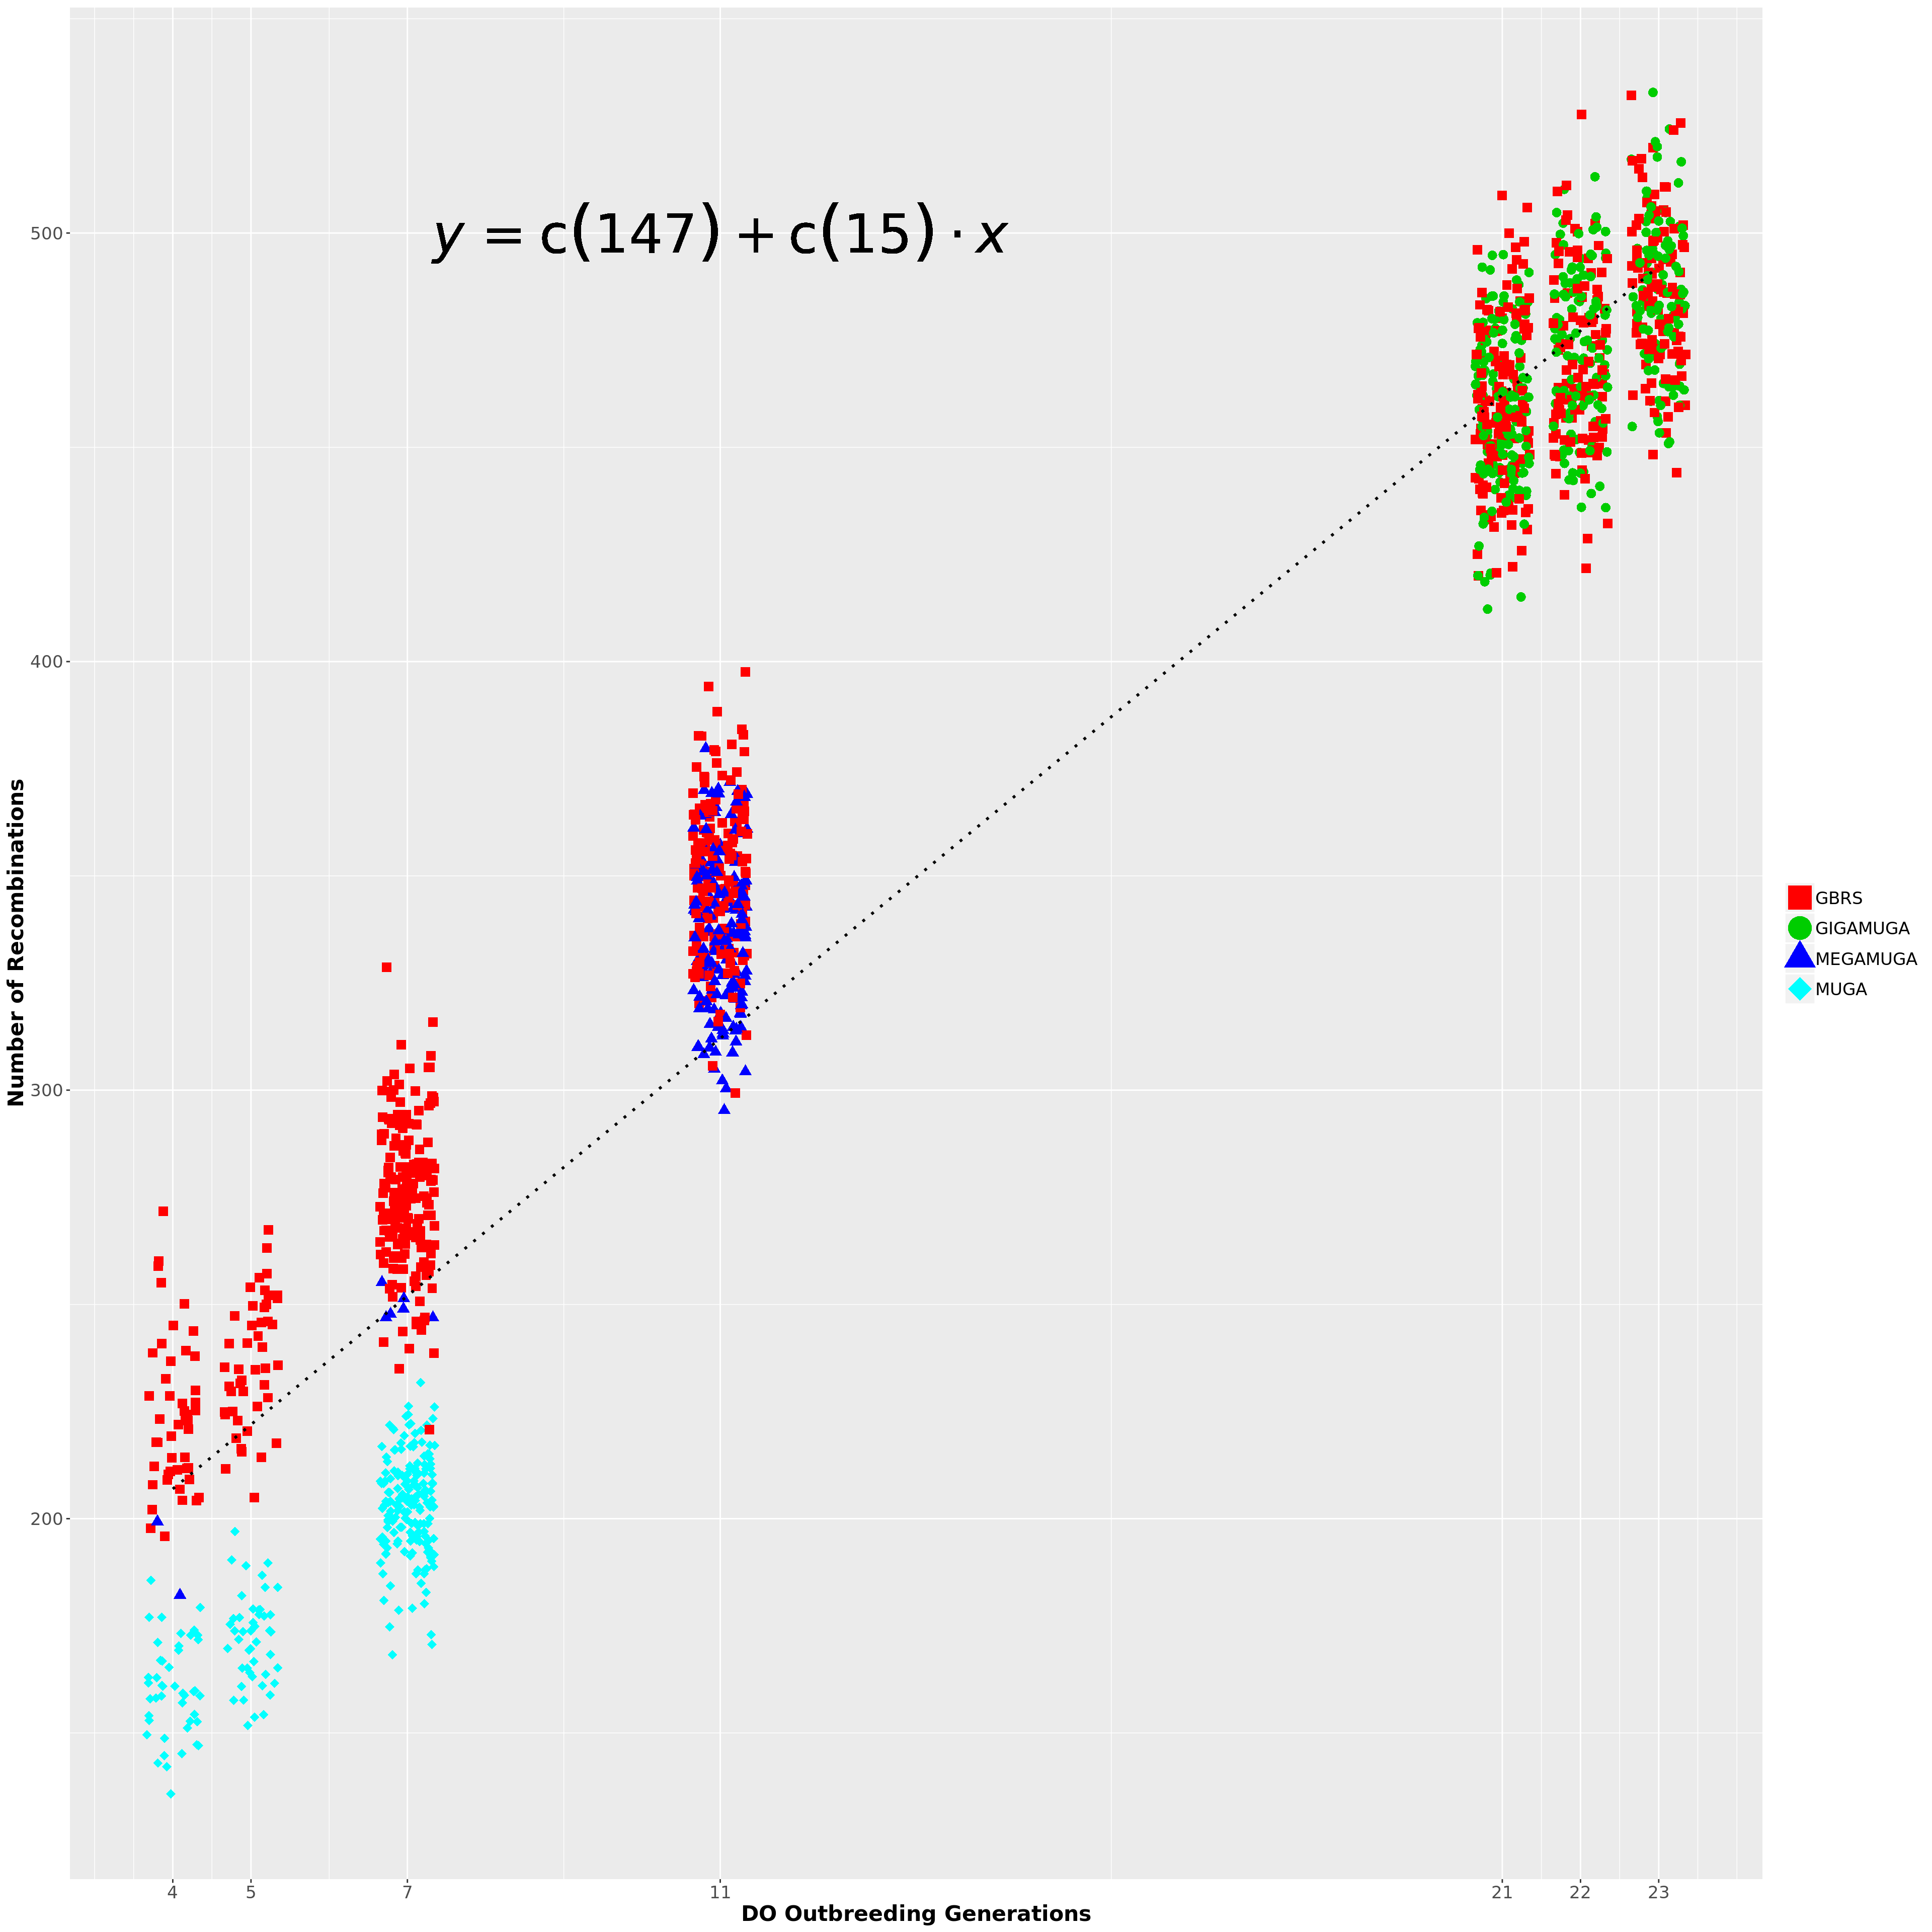 y = c(147) + c(15) · x
500
400
300
200
Number of Recombinations
4 5 7 11 21 22 23
DO Outbreeding Generations
GBRS
GIGAMUGA
MEGAMUGA
MUGA